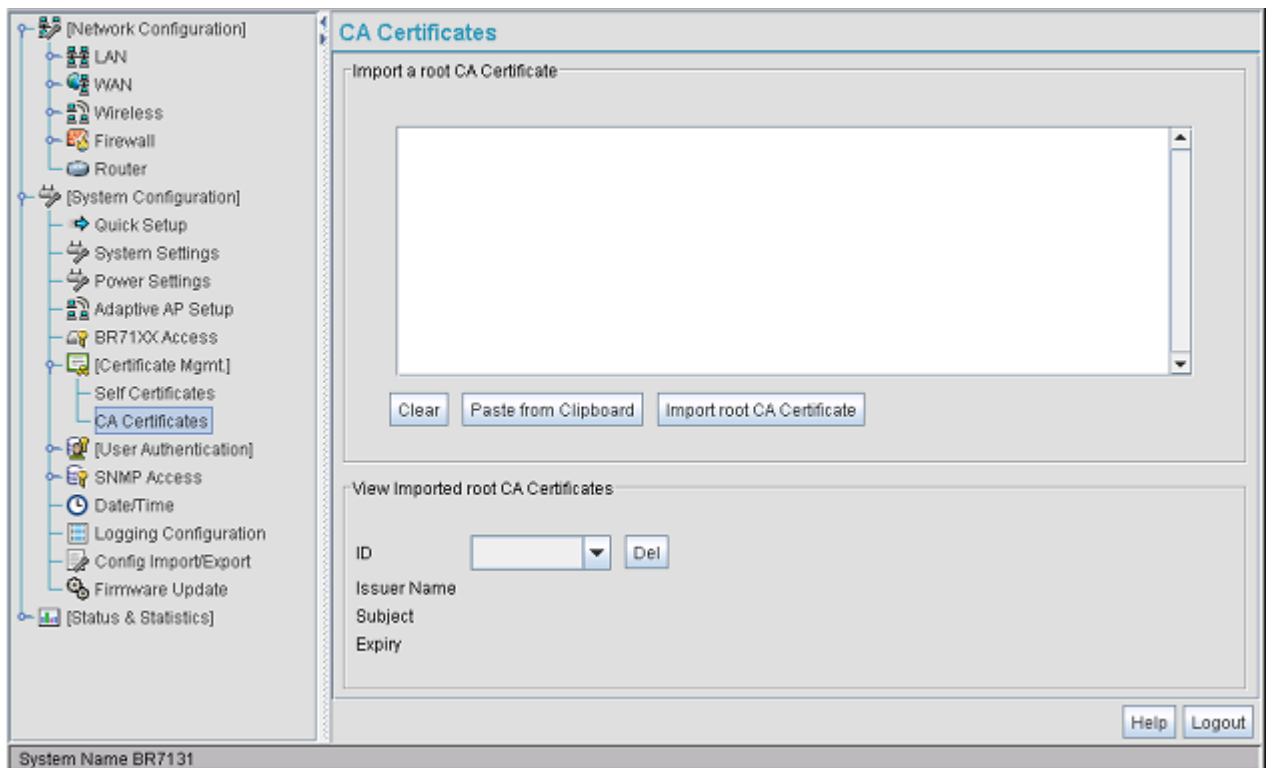 [Network Configuration]
LAN
WAN
Wireless
Firewall
Router
[System Configuration]
Quick Setup
System Settings
Power Settings
Adaptive AP Setup
BR71XX Access
[Certificate Mgmt.]
Self Certificates
CA Certificates
[User Authentication]
SNMP Access
Date/Time
Logging Configuration
Config Import/Export
Firmware Update
[Status & Statistics]
CA Certificates
Import a root CA Certificate
Clear
Paste from Clipboard
Import root CA Certificate
View Imported root CA Certificates
ID
Del
Issuer Name
Subject
Expiry
Help
Logout
System Name BR7131